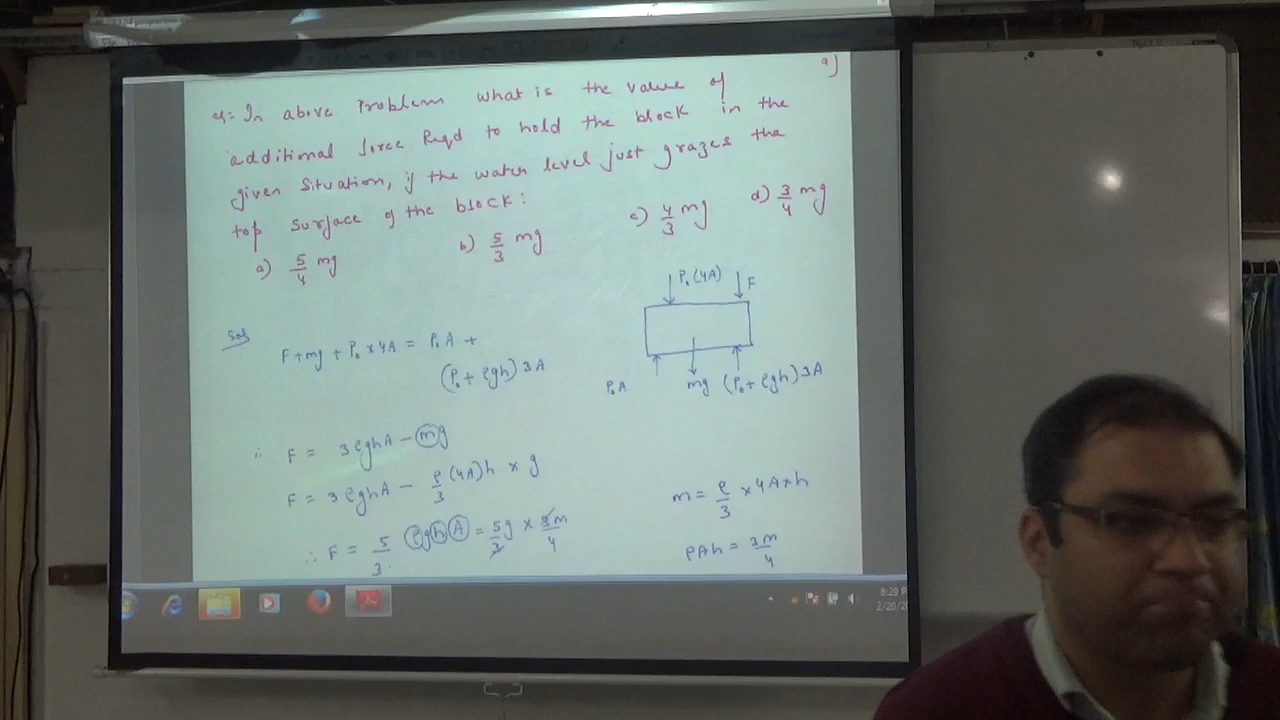 Q:- In above Problem what is the value of
additional force Reqd to hold the block in the
given Situation, if the water level just grazes the
top surface of the block:
a) 5/4 mg b) 5/3 mg c) 4/3 mg d) 3/4 mg
a)
P₀(4A) F
Sol
F + mg + P₀ × 4A = P₀A +
(P₀ + ρgh) 3A
P₀A mg (P₀ + ρgh) 3A
∴ F = 3ρghA − mg
F = 3ρghA − ρ/3 (4A)h × g
m = ρ/3 × 4A × h
∴ F = 5/3 ρghA = 5g/3 × 3m/4
ρAh = 3m/4
8:29 P